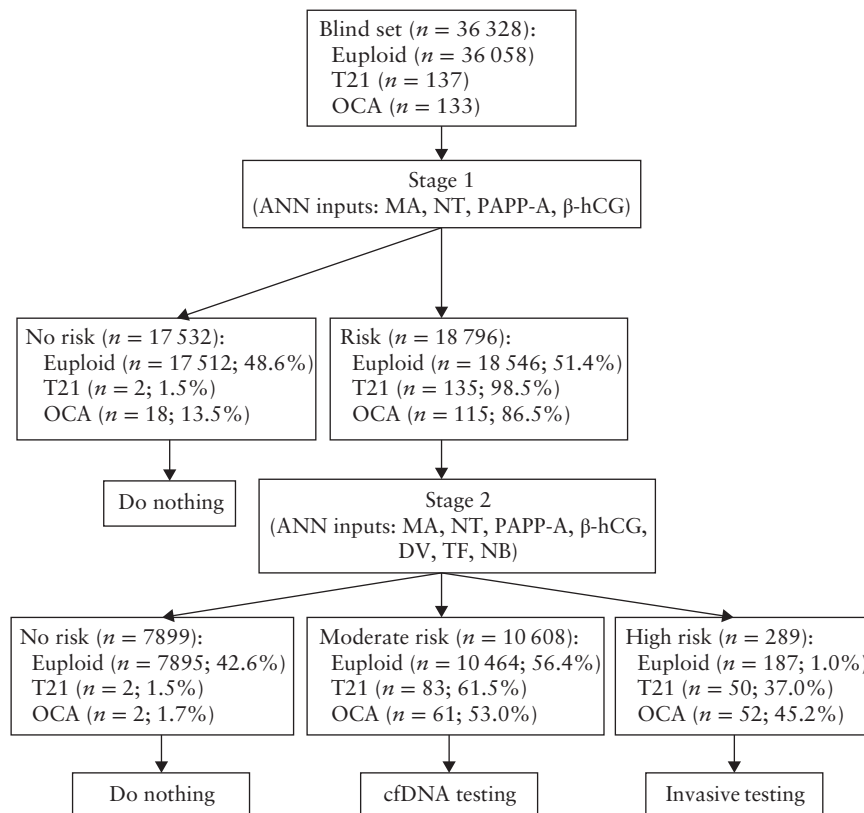 Blind set (n = 36 328):
Euploid (n = 36 058)
T21 (n = 137)
OCA (n = 133)
Stage 1
(ANN inputs: MA, NT, PAPP-A, β-hCG)
No risk (n = 17 532):
Euploid (n = 17 512; 48.6%)
T21 (n = 2; 1.5%)
OCA (n = 18; 13.5%)
Risk (n = 18 796):
Euploid (n = 18 546; 51.4%)
T21 (n = 135; 98.5%)
OCA (n = 115; 86.5%)
Do nothing
Stage 2
(ANN inputs: MA, NT, PAPP-A, β-hCG,
DV, TF, NB)
No risk (n = 7899):
Euploid (n = 7895; 42.6%)
T21 (n = 2; 1.5%)
OCA (n = 2; 1.7%)
Moderate risk (n = 10 608):
Euploid (n = 10 464; 56.4%)
T21 (n = 83; 61.5%)
OCA (n = 61; 53.0%)
High risk (n = 289):
Euploid (n = 187; 1.0%)
T21 (n = 50; 37.0%)
OCA (n = 52; 45.2%)
Do nothing
cfDNA testing
Invasive testing